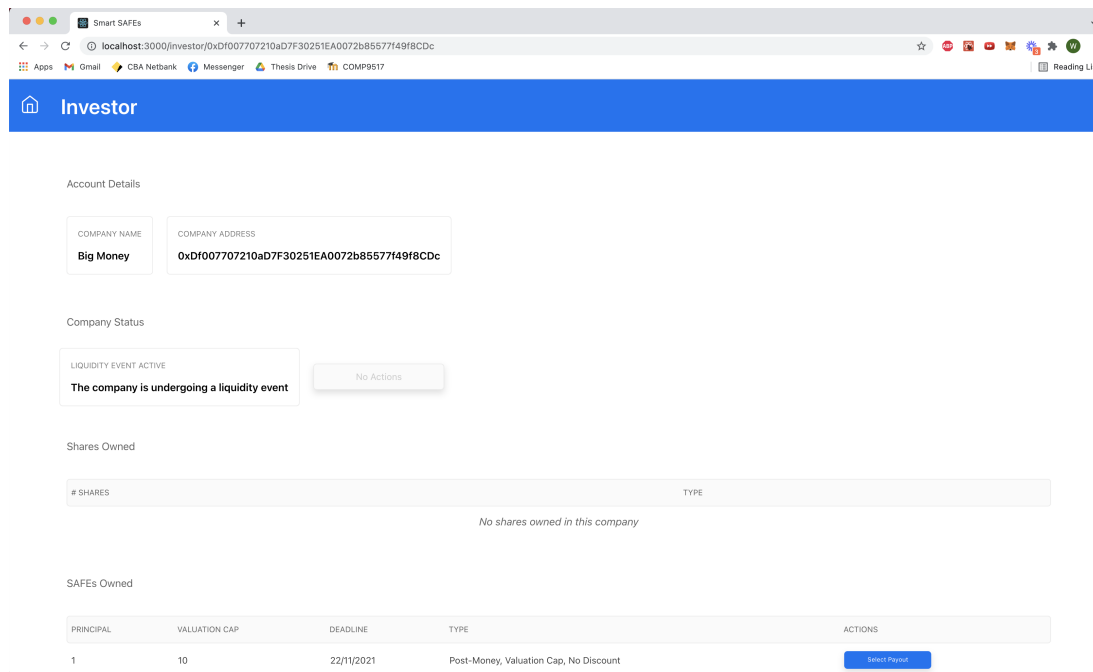 Smart SAFEs
localhost:3000/investor/0xDf007707210aD7F30251EA0072b85577f49f8CDc
ABP
3
W
Apps Gmail CBA Netbank Messenger Thesis Drive COMP9517 Reading Li
Investor
Account Details
COMPANY NAME COMPANY ADDRESS
Big Money 0xDf007707210aD7F30251EA0072b85577f49f8CDc
Company Status
LIQUIDITY EVENT ACTIVE
The company is undergoing a liquidity event No Actions
Shares Owned
# SHARES TYPE
No shares owned in this company
SAFEs Owned
PRINCIPAL VALUATION CAP DEADLINE TYPE ACTIONS
1 10 22/11/2021 Post-Money, Valuation Cap, No Discount Select Payout